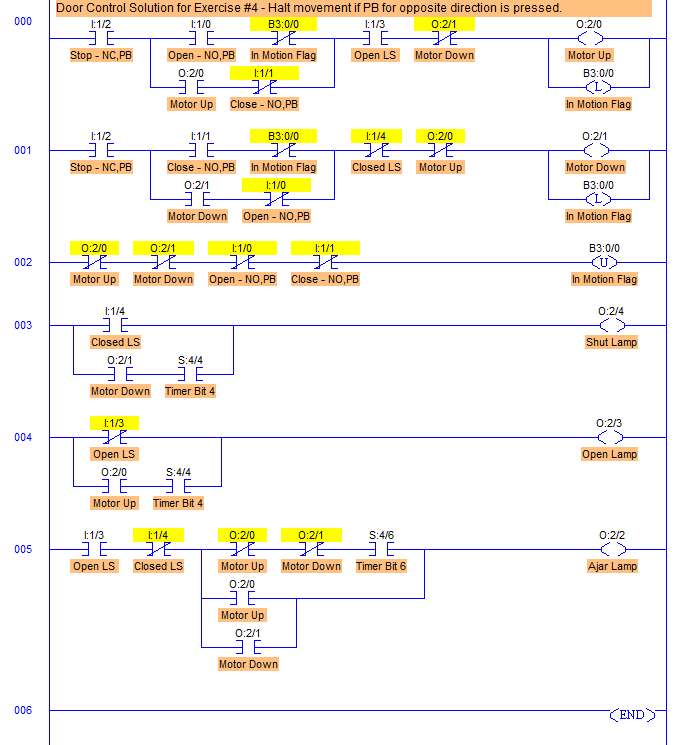 Door Control Solution for Exercise #4 - Halt movement if PB for opposite direction is pressed.
000
I:1/2 I:1/0 B3:0/0 I:1/3 O:2/1 O:2/0
Stop - NC,PB Open - NO,PB In Motion Flag Open LS Motor Down Motor Up
O:2/0 I:1/1 B3:0/0
L
Motor Up Close - NO,PB In Motion Flag
001
I:1/2 I:1/1 B3:0/0 I:1/4 O:2/0 O:2/1
Stop - NC,PB Close - NO,PB In Motion Flag Closed LS Motor Up Motor Down
O:2/1 I:1/0 B3:0/0
L
Motor Down Open - NO,PB In Motion Flag
002
O:2/0 O:2/1 I:1/0 I:1/1 B3:0/0
U
Motor Up Motor Down Open - NO,PB Close - NO,PB In Motion Flag
003
I:1/4 O:2/4
Closed LS Shut Lamp
O:2/1 S:4/4
Motor Down Timer Bit 4
004
I:1/3 O:2/3
Open LS Open Lamp
O:2/0 S:4/4
Motor Up Timer Bit 4
005
I:1/3 I:1/4 O:2/0 O:2/1 S:4/6 O:2/2
Open LS Closed LS Motor Up Motor Down Timer Bit 6 Ajar Lamp
O:2/0
Motor Up
O:2/1
Motor Down
006
END